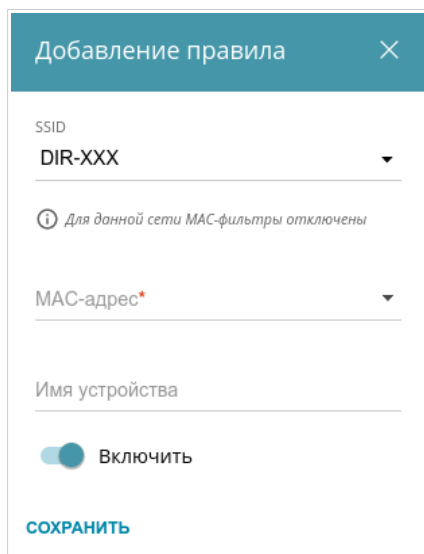 Добавление правила
SSID
DIR-XXX
Для данной сети MAC-фильтры отключены
MAC-адрес*
Имя устройства
Включить
СОХРАНИТЬ